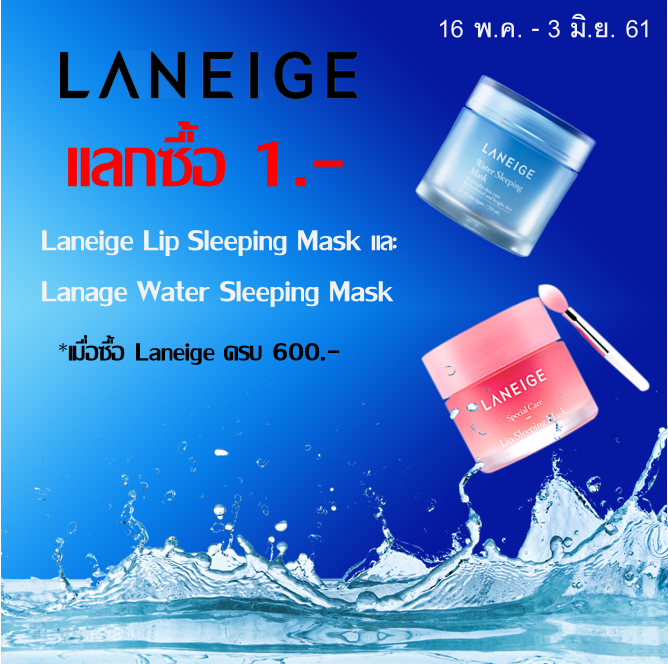 16 พ.ค. - 3 มิ.ย. 61
LANEIGE
แลกซื้อ 1.-
Laneige Lip Sleeping Mask และ
Lanage Water Sleeping Mask
*เมื่อซื้อ Laneige ครบ 600.-
LANEIGE
Water Sleeping
Mask
LANEIGE
Special Care
Lip Sleeping Mask